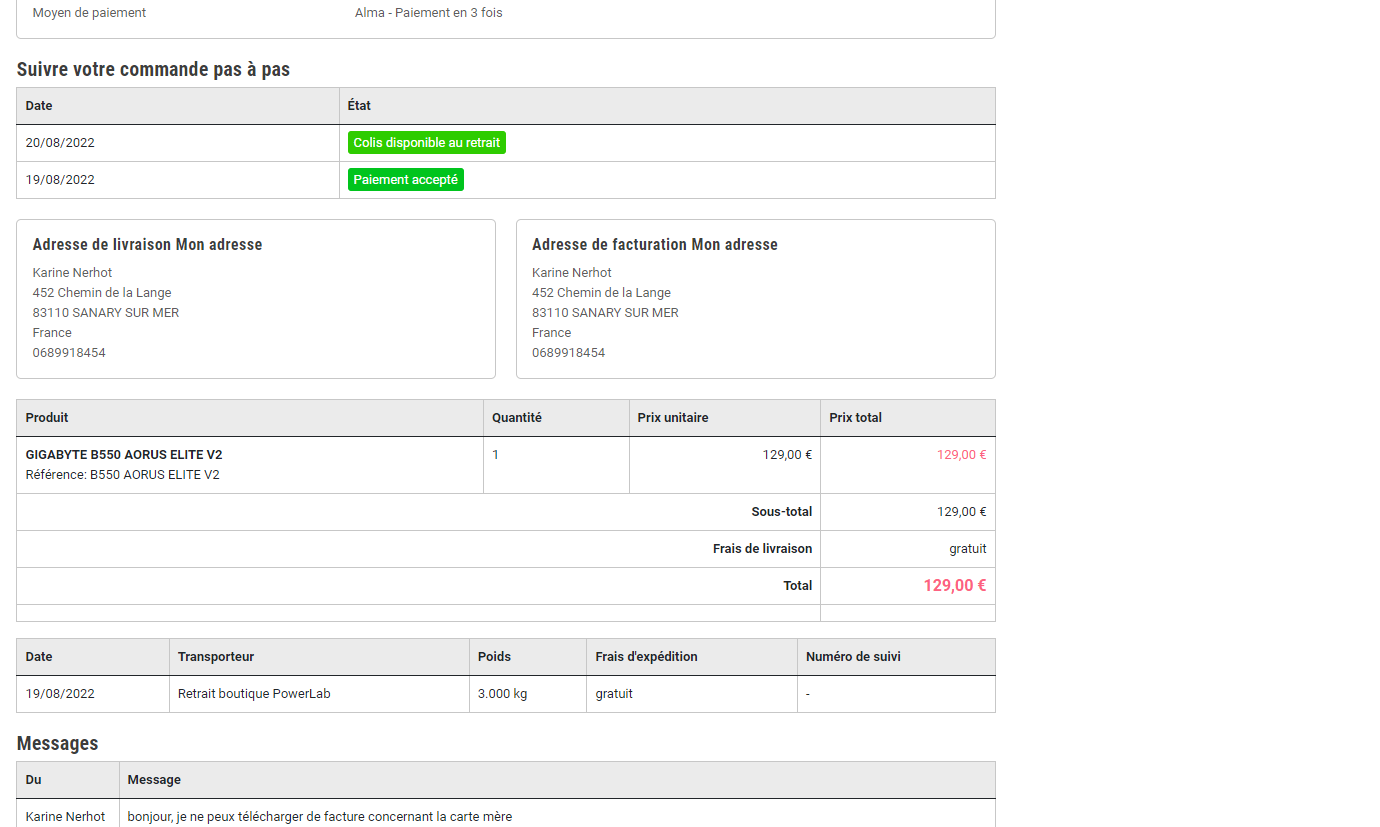 Moyen de paiement Alma - Paiement en 3 fois
Suivre votre commande pas à pas
Date État
20/08/2022 Colis disponible au retrait
19/08/2022 Paiement accepté
Adresse de livraison Mon adresse
Karine Nerhot
452 Chemin de la Lange
83110 SANARY SUR MER
France
0689918454
Adresse de facturation Mon adresse
Karine Nerhot
452 Chemin de la Lange
83110 SANARY SUR MER
France
0689918454
Produit Quantité Prix unitaire Prix total
GIGABYTE B550 AORUS ELITE V2 1 129,00 € 129,00 €
Référence: B550 AORUS ELITE V2
Sous-total 129,00 €
Frais de livraison gratuit
Total 129,00 €
Date Transporteur Poids Frais d'expédition Numéro de suivi
19/08/2022 Retrait boutique PowerLab 3.000 kg gratuit -
Messages
Du Message
Karine Nerhot bonjour, je ne peux télécharger de facture concernant la carte mère